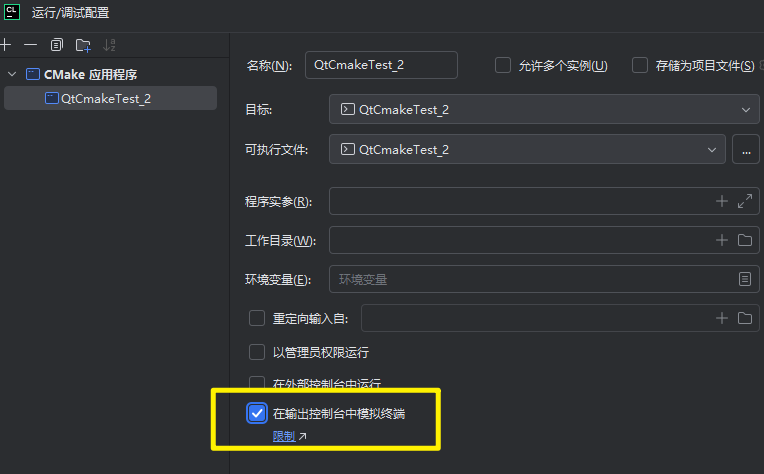 CL 运行/调试配置
CMake 应用程序
QtCmakeTest_2
名称(N): QtCmakeTest_2 允许多个实例(U) 存储为项目文件(S)
目标: QtCmakeTest_2
可执行文件: QtCmakeTest_2 ...
程序实参(R):
工作目录(W):
环境变量(E): 环境变量
重定向输入自:
以管理员权限运行
在外部控制台中运行
在输出控制台中模拟终端
限制↗